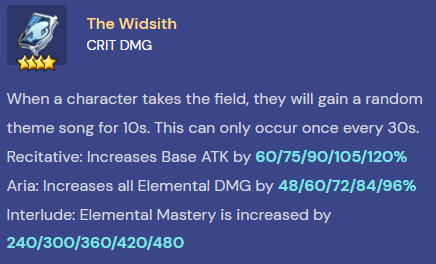 The Widsith
CRIT DMG
When a character takes the field, they will gain a random
theme song for 10s. This can only occur once every 30s.
Recitative: Increases Base ATK by 60/75/90/105/120%
Aria: Increases all Elemental DMG by 48/60/72/84/96%
Interlude: Elemental Mastery is increased by
240/300/360/420/480